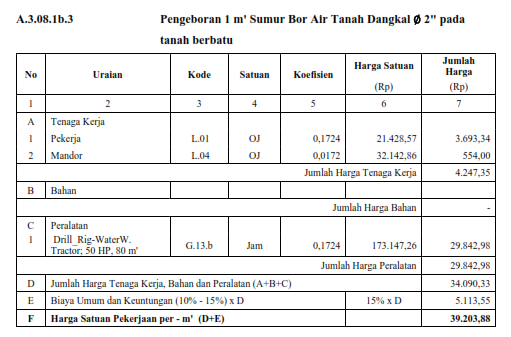 A.3.08.1b.3 Pengeboran 1 m' Sumur Bor Air Tanah Dangkal Ø 2" pada
tanah berbatu
No Uraian Kode Satuan Koefisien Harga Satuan (Rp) Jumlah Harga (Rp)
1 2 3 4 5 6 7
A Tenaga Kerja
1 Pekerja L.01 OJ 0,1724 21.428,57 3.693,34
2 Mandor L.04 OJ 0,0172 32.142,86 554,00
Jumlah Harga Tenaga Kerja 4.247,35
B Bahan
Jumlah Harga Bahan -
C Peralatan
1 Drill_Rig-WaterW. Tractor; 50 HP, 80 m' G.13.b Jam 0,1724 173.147,26 29.842,98
Jumlah Harga Peralatan 29.842,98
D Jumlah Harga Tenaga Kerja, Bahan dan Peralatan (A+B+C) 34.090,33
E Biaya Umum dan Keuntungan (10% - 15%) x D 15% x D 5.113,55
F Harga Satuan Pekerjaan per - m' (D+E) 39.203,88